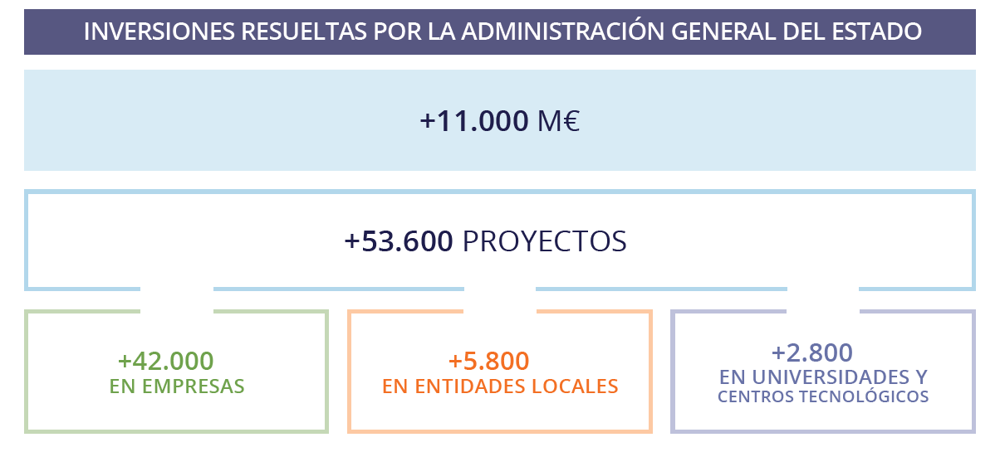 INVERSIONES RESUELTAS POR LA ADMINISTRACIÓN GENERAL DEL ESTADO
+11.000 M€
+53.600 PROYECTOS
+42.000
EN EMPRESAS
+5.800
EN ENTIDADES LOCALES
+2.800
EN UNIVERSIDADES Y
CENTROS TECNOLÓGICOS